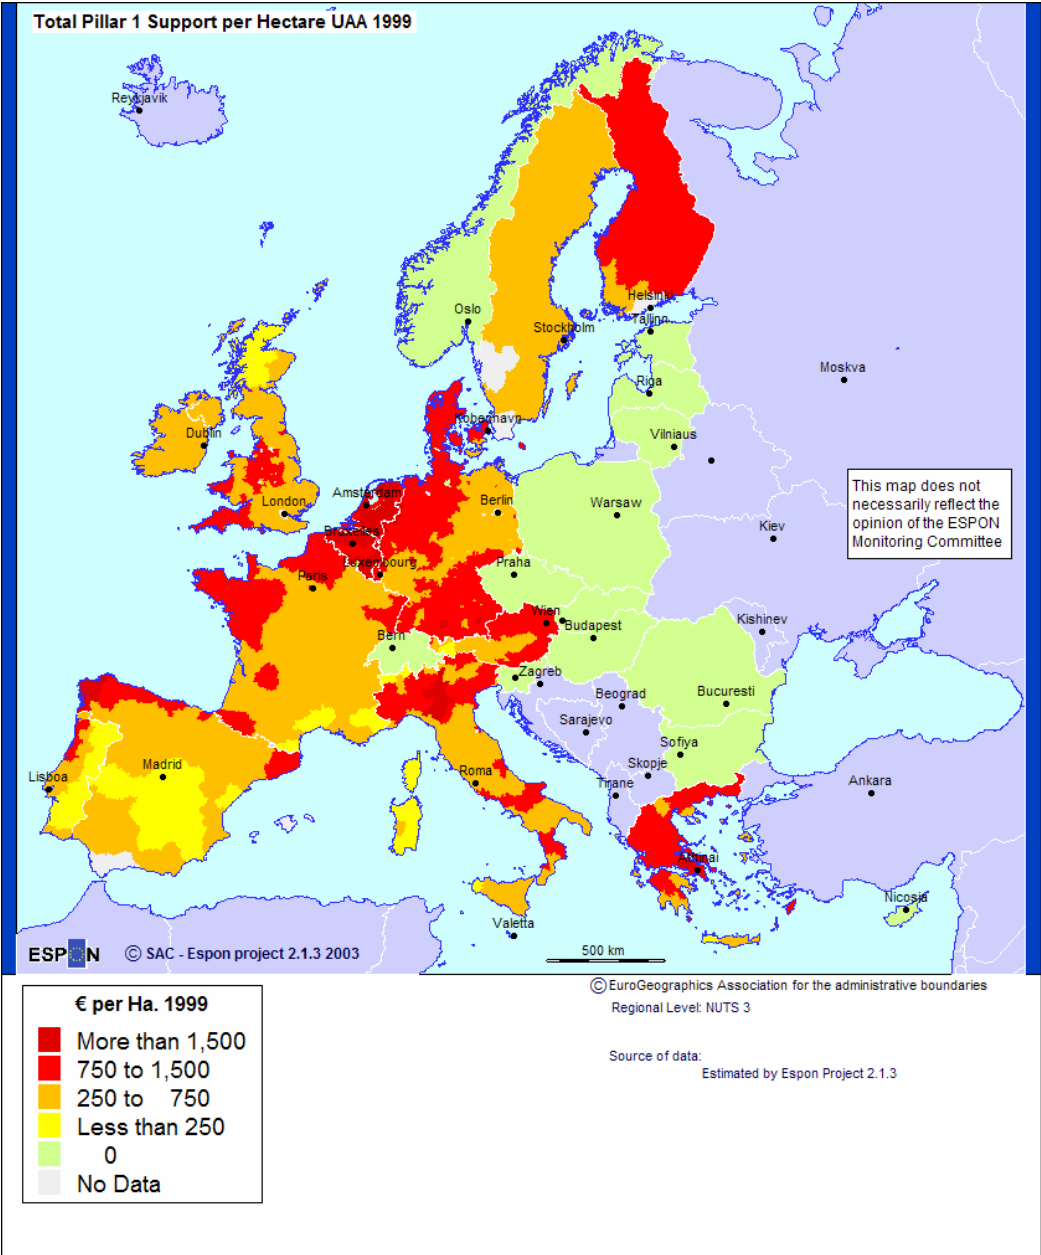 Total Pillar 1 Support per Hectare UAA 1999
Reykjavik
Oslo
Helsinki
Tallinn
Stockholm
Moskva
Riga
Kobenhavn
Vilniaus
Dublin
London
Amsterdam
Berlin
Warsaw
This map does not
necessarily reflect the
opinion of the ESPON
Monitoring Committee
Kiev
Bruxelles
Luxembourg
Praha
Paris
Wien
Budapest
Kishinev
Bern
Zagreb
Beograd
Bucuresti
Sarajevo
Sofiya
Madrid
Skopje
Lisboa
Roma
Tirane
Ankara
Athinai
Nicosia
Valetta
ESPON © SAC - Espon project 2.1.3 2003
500 km
© EuroGeographics Association for the administrative boundaries
Regional Level: NUTS 3
Source of data:
Estimated by Espon Project 2.1.3
€ per Ha. 1999
More than 1,500
750 to 1,500
250 to 750
Less than 250
0
No Data